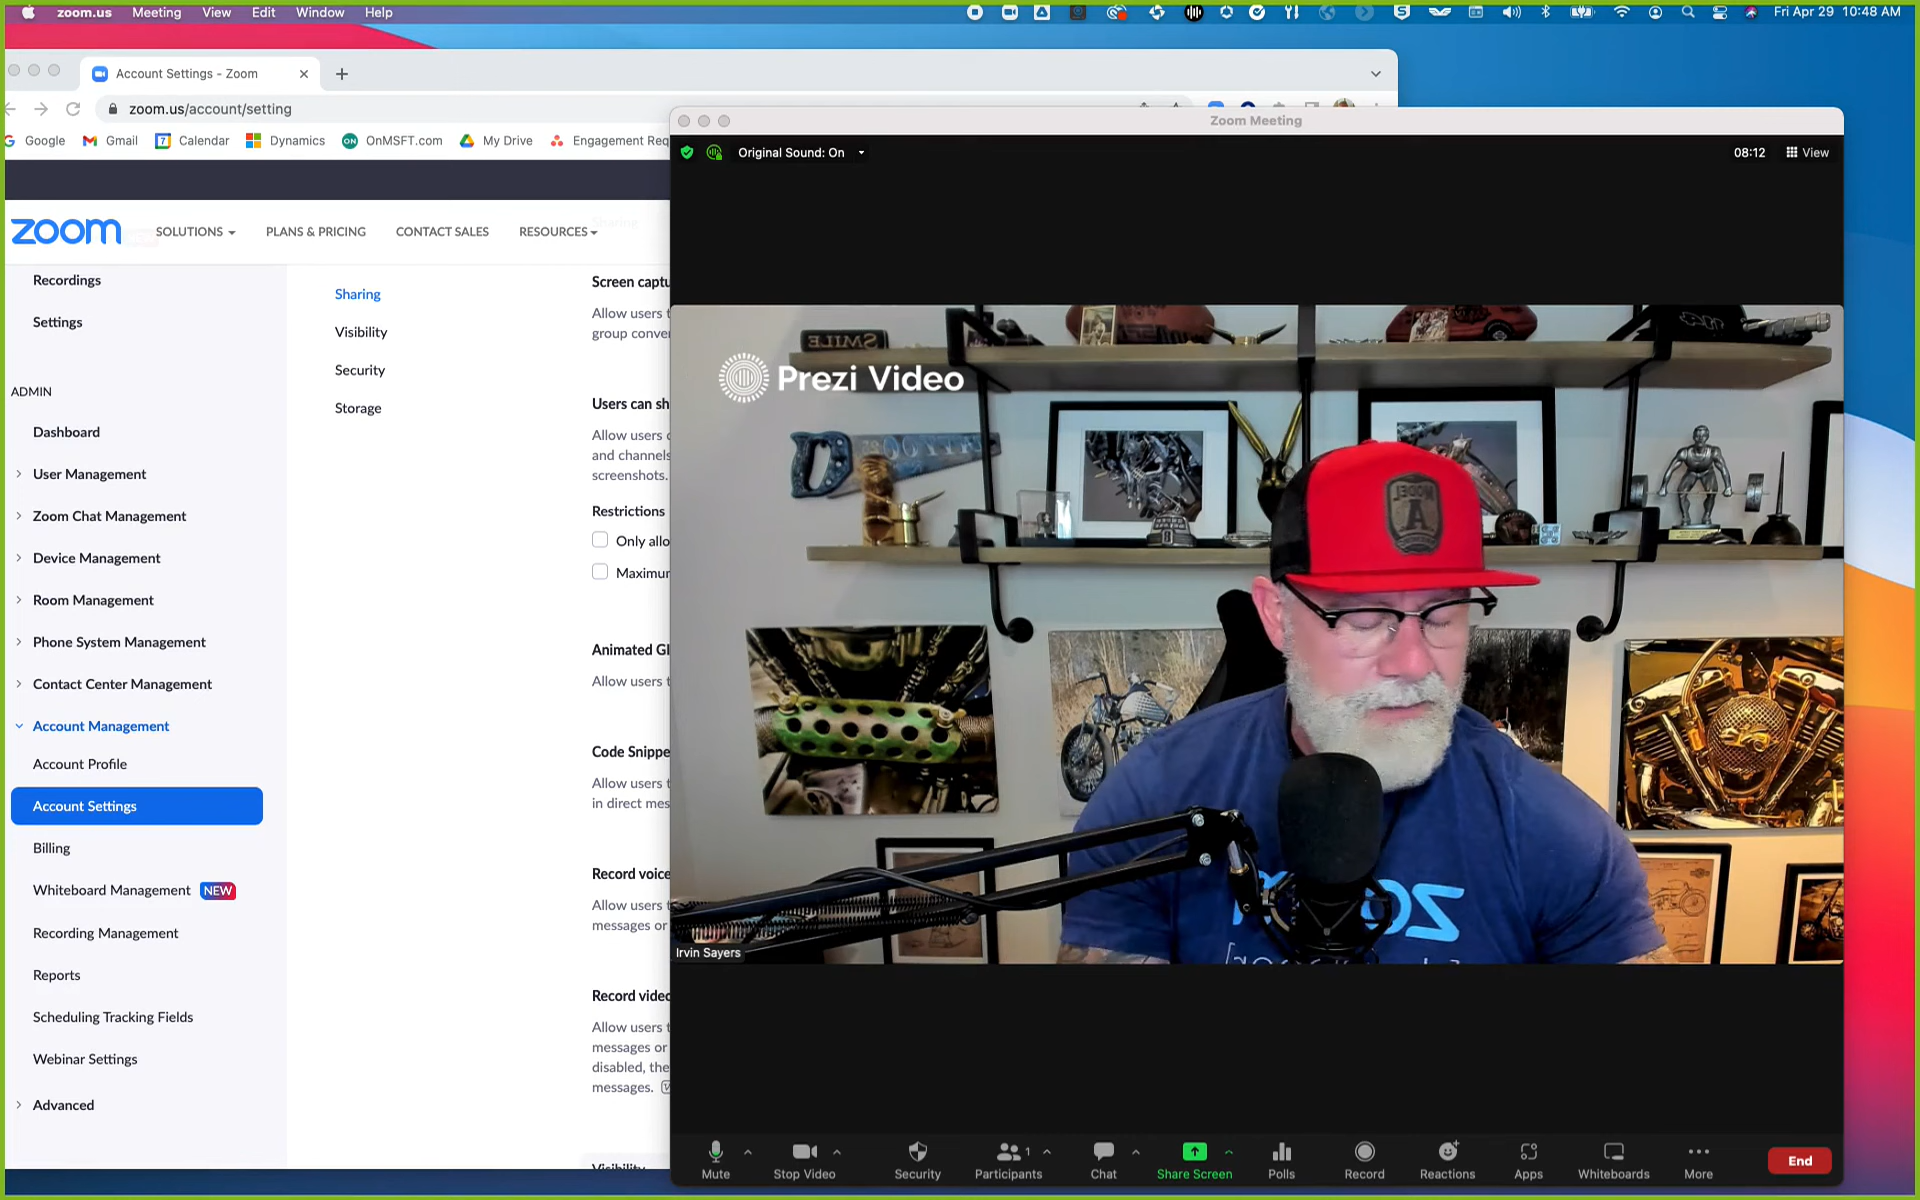 zoom.us Meeting View Edit Window Help
Fri Apr 29 10:48 AM
Account Settings - Zoom
zoom.us/account/setting
Google Gmail Calendar Dynamics OnMSFT.com My Drive Engagement Req
Zoom Meeting
Original Sound: On
08:12 View
zoom SOLUTIONS PLANS & PRICING CONTACT SALES RESOURCES
Sharing
Recordings
Settings
ADMIN
Dashboard
User Management
Zoom Chat Management
Device Management
Room Management
Phone System Management
Contact Center Management
Account Management
Account Profile
Account Settings
Billing
Whiteboard Management NEW
Recording Management
Reports
Scheduling Tracking Fields
Webinar Settings
Advanced
Sharing
Visibility
Security
Storage
Screen captu
Allow users t
group conver
Users can sh
Allow users c
and channels
screenshots.
Restrictions
Only allo
Maximum
Animated GI
Allow users t
Code Snippe
Allow users t
in direct mes
Record voice
Allow users t
messages or
Record video
Allow users t
messages or
disabled, the
messages.
Visibility
SMILE
Prezi Video
MODEL
A
zoom
Irvin Sayers
Mute Stop Video Security Participants 1 Chat Share Screen Polls Record Reactions Apps Whiteboards More End